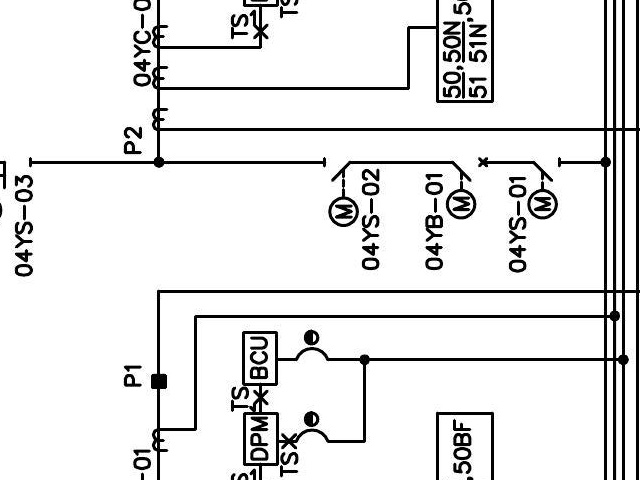 TS
TS
04YC-0
50,50N
51 51N
P2
04YS-03
M
M
M
04YS-02
04YB-01
04YS-01
P1
BCU
TS
DPM
TS
TS
-01
,50BF